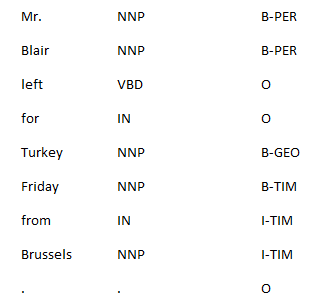 Mr. NNP B-PER
Blair NNP B-PER
left VBD O
for IN O
Turkey NNP B-GEO
Friday NNP B-TIM
from IN I-TIM
Brussels NNP I-TIM
. . O